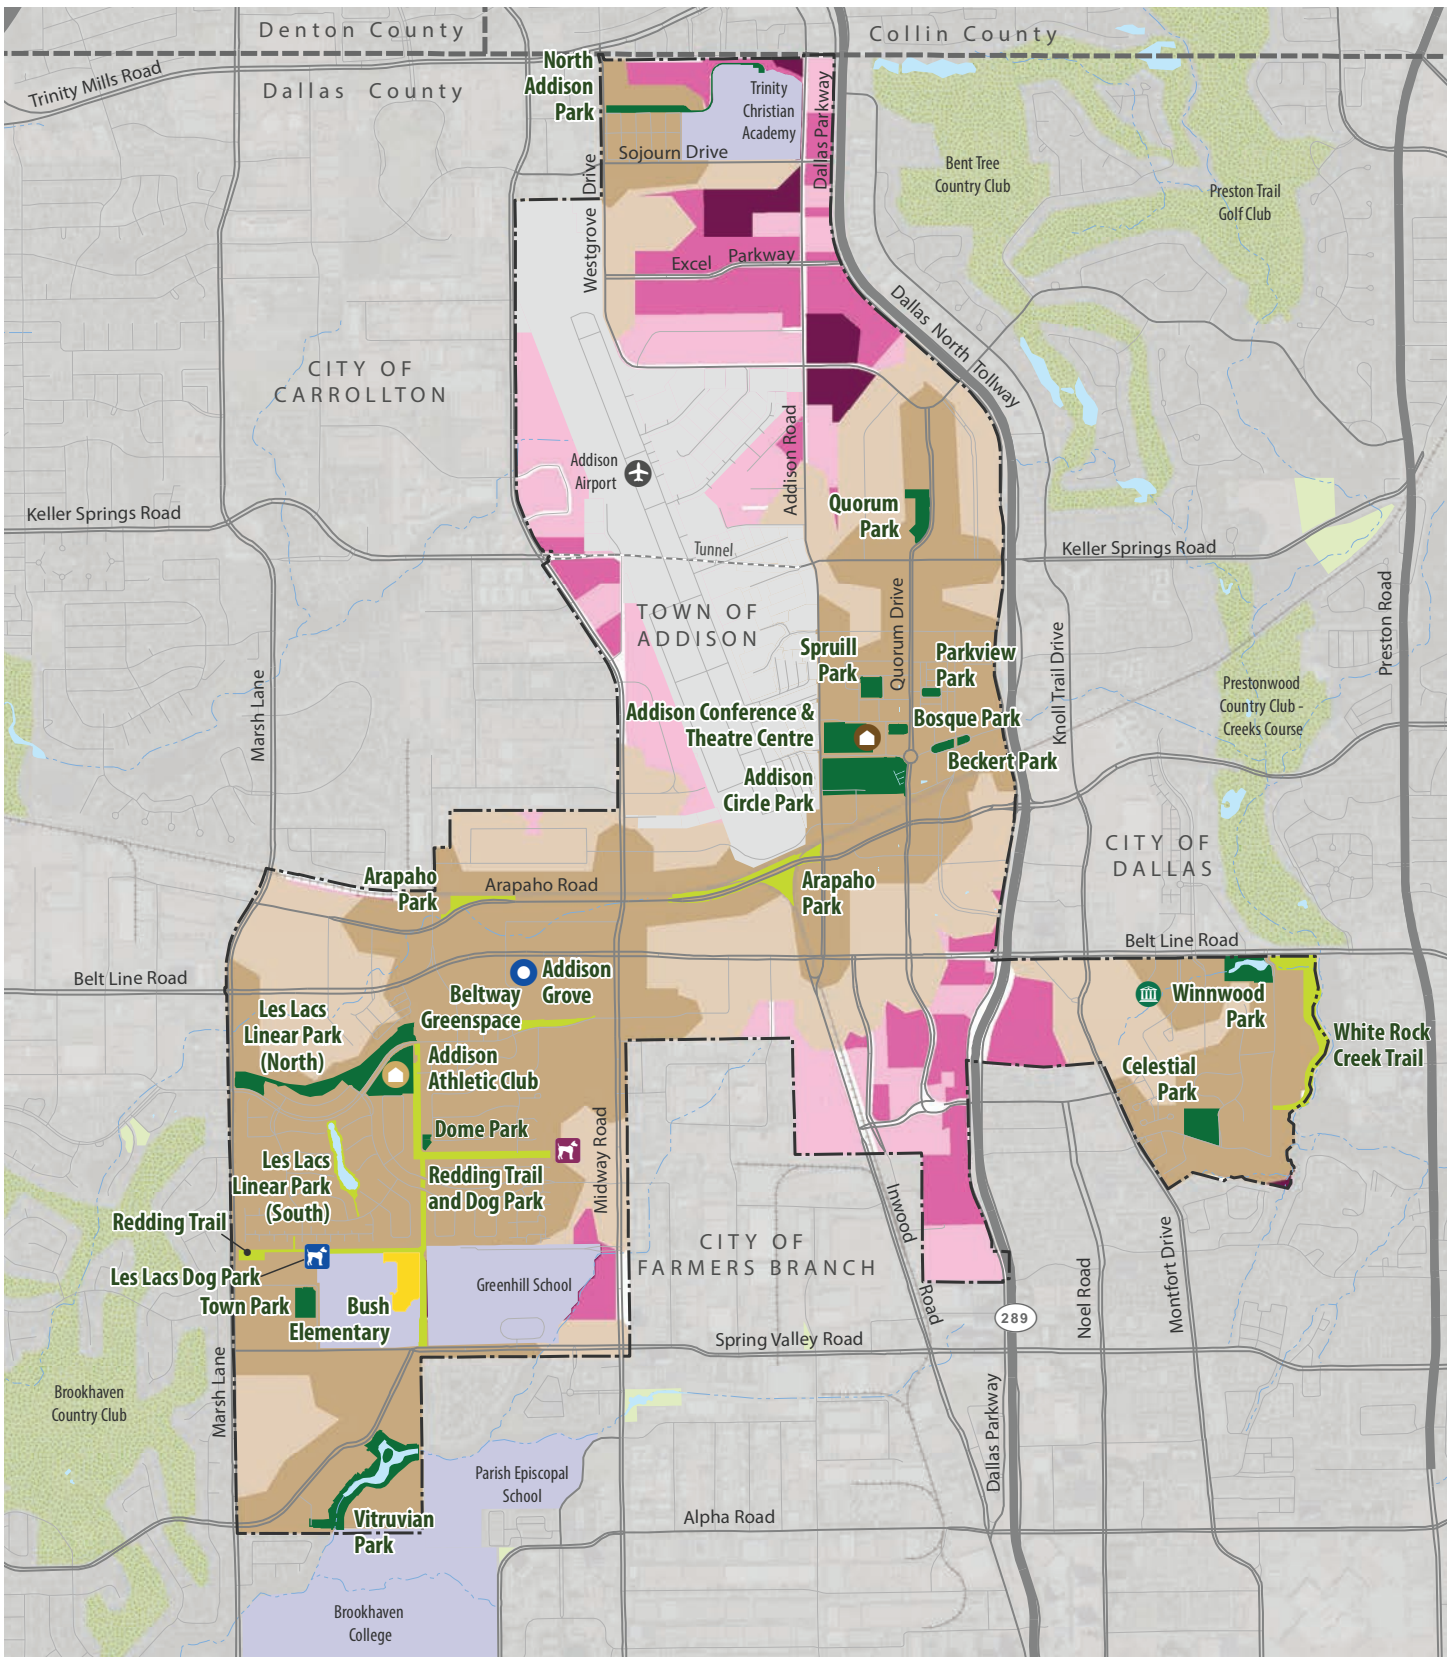 Denton County
Collin County
Trinity Mills Road
Dallas County
North
Addison
Park
Trinity
Christian
Academy
Dallas Parkway
Sojourn Drive
Westgrove Drive
Bent Tree
Country Club
Preston Trail
Golf Club
Excel Parkway
Dallas North Tollway
CITY OF
CARROLLTON
Addison
Airport
Addison Road
Quorum
Park
Keller Springs Road
Tunnel
Keller Springs Road
TOWN OF
ADDISON
Quorum Drive
Knoll Trail Drive
Preston Road
Marsh Lane
Spruill
Park
Parkview
Park
Prestonwood
Country Club -
Creeks Course
Addison Conference &
Theatre Centre
Bosque Park
Beckert Park
Addison
Circle Park
CITY OF
DALLAS
Arapaho
Park
Arapaho Road
Arapaho
Park
Belt Line Road
Belt Line Road
Addison
Grove
Beltway
Greenspace
Les Lacs
Linear Park
(North)
Winnwood
Park
White Rock
Creek Trail
Addison
Athletic Club
Celestial
Park
Dome Park
Midway Road
Les Lacs
Linear Park
(South)
Redding Trail
and Dog Park
Redding Trail
Inwood Road
CITY OF
FARMERS BRANCH
Les Lacs Dog Park
Greenhill School
Town Park
Bush
Elementary
Noel Road
Montfort Drive
289
Spring Valley Road
Marsh Lane
Brookhaven
Country Club
Dallas Parkway
Parish Episcopal
School
Vitruvian
Park
Alpha Road
Brookhaven
College